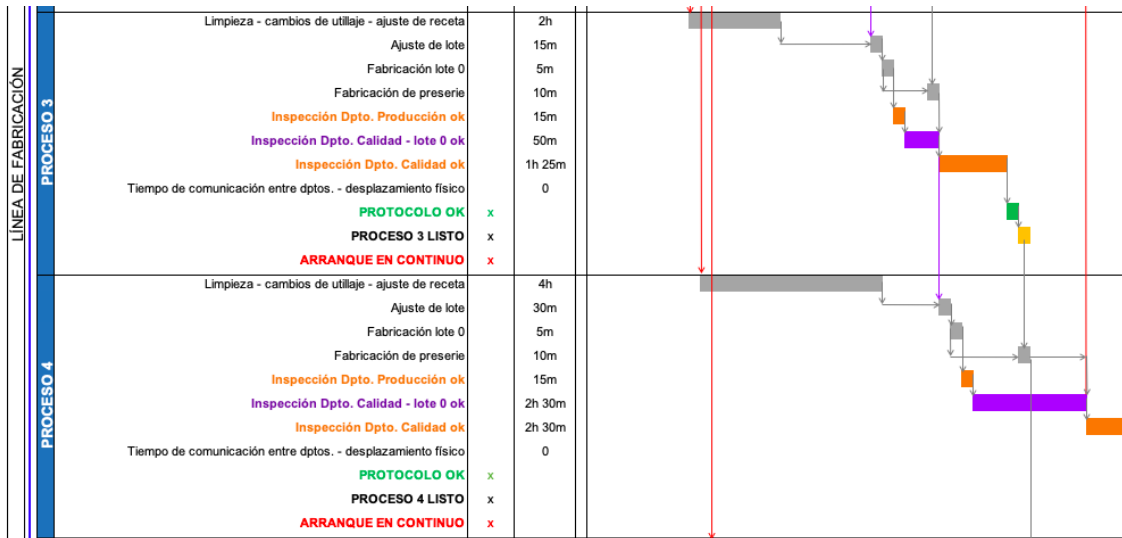 LÍNEA DE FABRICACIÓN
PROCESO 3
Limpieza - cambios de utillaje - ajuste de receta 2h
Ajuste de lote 15m
Fabricación lote 0 5m
Fabricación de preserie 10m
Inspección Dpto. Producción ok 15m
Inspección Dpto. Calidad - lote 0 ok 50m
Inspección Dpto. Calidad ok 1h 25m
Tiempo de comunicación entre dptos. - desplazamiento físico 0
PROTOCOLO OK x
PROCESO 3 LISTO x
ARRANQUE EN CONTINUO x
PROCESO 4
Limpieza - cambios de utillaje - ajuste de receta 4h
Ajuste de lote 30m
Fabricación lote 0 5m
Fabricación de preserie 10m
Inspección Dpto. Producción ok 15m
Inspección Dpto. Calidad - lote 0 ok 2h 30m
Inspección Dpto. Calidad ok 2h 30m
Tiempo de comunicación entre dptos. - desplazamiento físico 0
PROTOCOLO OK x
PROCESO 4 LISTO x
ARRANQUE EN CONTINUO x